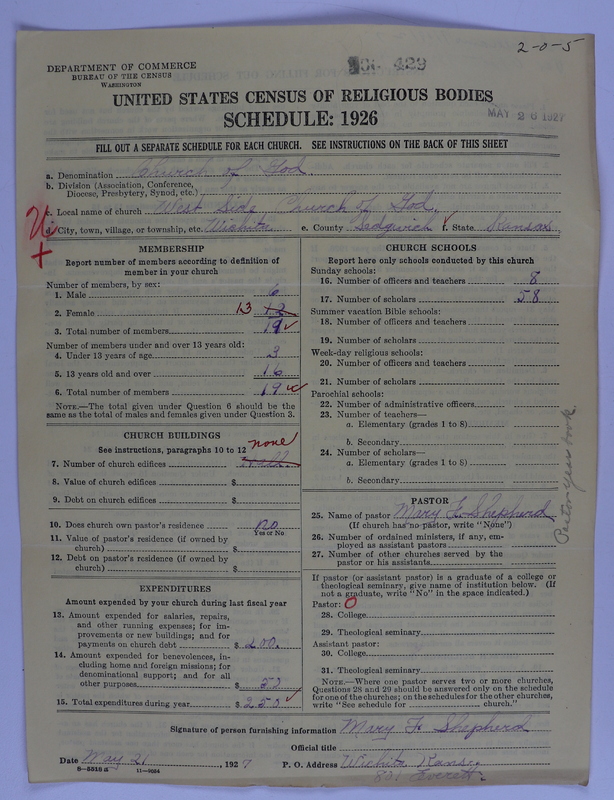 2-0-5
DEPARTMENT OF COMMERCE
BUREAU OF THE CENSUS
WASHINGTON
429
MAY 26 1927
UNITED STATES CENSUS OF RELIGIOUS BODIES
SCHEDULE: 1926
FILL OUT A SEPARATE SCHEDULE FOR EACH CHURCH. SEE INSTRUCTIONS ON THE BACK OF THIS SHEET
a. Denomination Church of God
b. Division (Association, Conference,
Diocese, Presbytery, Synod, etc.)
c. Local name of church West Side Church of God.
d. City, town, village, or township, etc. Wichita e. County Sedgwick f. State Kansas
MEMBERSHIP
Report number of members according to definition of
member in your church
Number of members, by sex:
1. Male 6
2. Female 13 12
3. Total number of members 19
Number of members under and over 13 years old:
4. Under 13 years of age 3
5. 13 years old and over 16
6. Total number of members 19
NOTE.—The total given under Question 6 should be the
same as the total of males and females given under Question 3.
CHURCH BUILDINGS
See instructions, paragraphs 10 to 12 none
7. Number of church edifices Hall.
8. Value of church edifices $
9. Debt on church edifices $
10. Does church own pastor's residence no
Yes or No
11. Value of pastor's residence (if owned by
church) $
12. Debt on pastor's residence (if owned by
church) $
EXPENDITURES
Amount expended by your church during last fiscal year
13. Amount expended for salaries, repairs,
and other running expenses; for im-
provements or new buildings; and for
payments on church debt $ 200.
14. Amount expended for benevolences, in-
cluding home and foreign missions; for
denominational support; and for all
other purposes $ 52
15. Total expenditures during year $ 252
CHURCH SCHOOLS
Report here only schools conducted by this church
Sunday schools:
16. Number of officers and teachers 8
17. Number of scholars 58
Summer vacation Bible schools:
18. Number of officers and teachers
19. Number of scholars
Week-day religious schools:
20. Number of officers and teachers
21. Number of scholars
Parochial schools:
22. Number of administrative officers
23. Number of teachers—
a. Elementary (grades 1 to 8)
b. Secondary
24. Number of scholars—
a. Elementary (grades 1 to 8)
b. Secondary
Pastor year book
PASTOR
25. Name of pastor Mary F. Shepherd
(If church has no pastor, write "None")
26. Number of ordained ministers, if any, em-
ployed as assistant pastors
27. Number of other churches served by the
pastor or his assistants
If pastor (or assistant pastor) is a graduate of a college or
theological seminary, give name of institution below. (If
not a graduate, write "No" in the space indicated.)
Pastor: O
28. College
29. Theological seminary
Assistant pastor:
30. College
31. Theological seminary
NOTE.—Where one pastor serves two or more churches,
Questions 28 and 29 should be answered only on the schedule
for one of the churches; on the schedules for the other churches,
write "See schedule for church."
Signature of person furnishing information Mary F. Shepherd
Official title
Date May 21, 1927 P. O. Address Wichita Kansas
821 Everett.
8—5518 a 11—9064